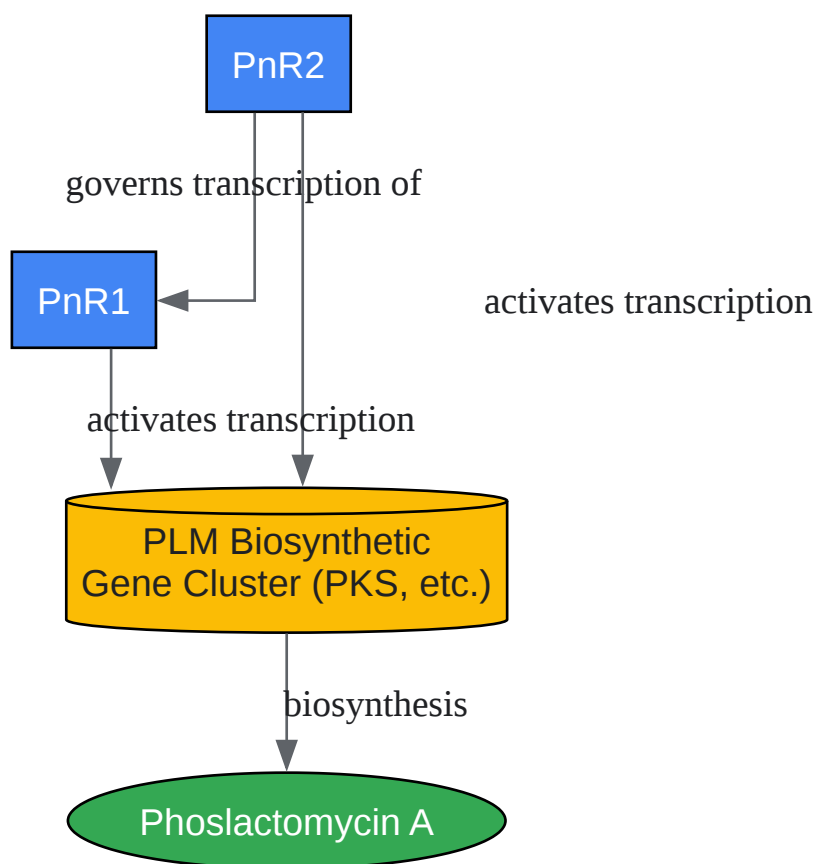 PnR2
governs transcription of
PnR1
activates transcription
activates transcription
PLM Biosynthetic
Gene Cluster (PKS, etc.)
biosynthesis
Phoslactomycin A